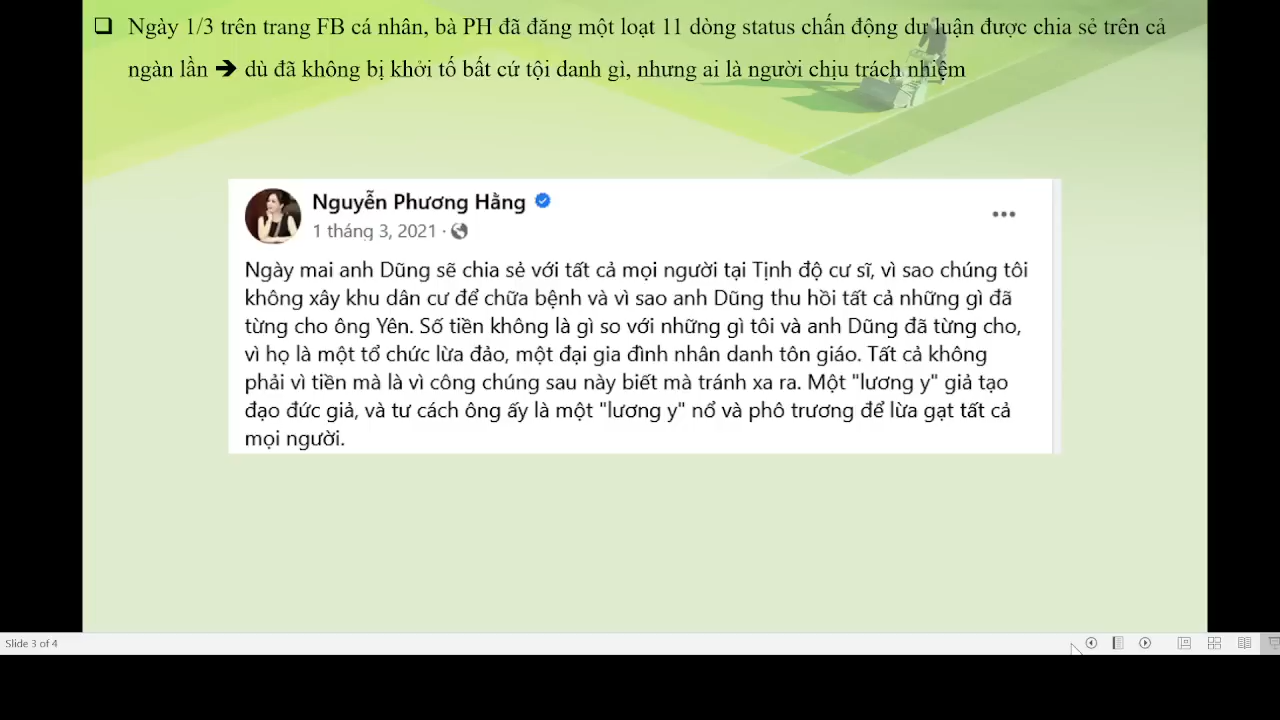 ❑ Ngày 1/3 trên trang FB cá nhân, bà PH đã đăng một loạt 11 dòng status chấn động dư luận được chia sẻ trên cả
ngàn lần ➔ dù đã không bị khởi tố bất cứ tội danh gì, nhưng ai là người chịu trách nhiệm
Nguyễn Phương Hằng
1 tháng 3, 2021 ·
Ngày mai anh Dũng sẽ chia sẻ với tất cả mọi người tại Tịnh độ cư sĩ, vì sao chúng tôi
không xây khu dân cư để chữa bệnh và vì sao anh Dũng thu hồi tất cả những gì đã
từng cho ông Yên. Số tiền không là gì so với những gì tôi và anh Dũng đã từng cho,
vì họ là một tổ chức lừa đảo, một đại gia đình nhân danh tôn giáo. Tất cả không
phải vì tiền mà là vì công chúng sau này biết mà tránh xa ra. Một "lương y" giả tạo
đạo đức giả, và tư cách ông ấy là một "lương y" nổ và phô trương để lừa gạt tất cả
mọi người.
Slide 3 of 4